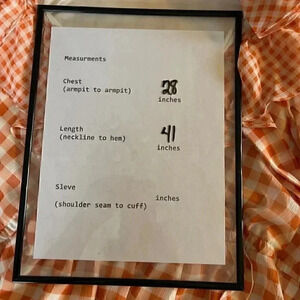 Measurments
Chest 28
(armpit to armpit)
inches
Length 41
(neckline to hem)
inches
Sleve
inches
(shoulder seam to cuff)